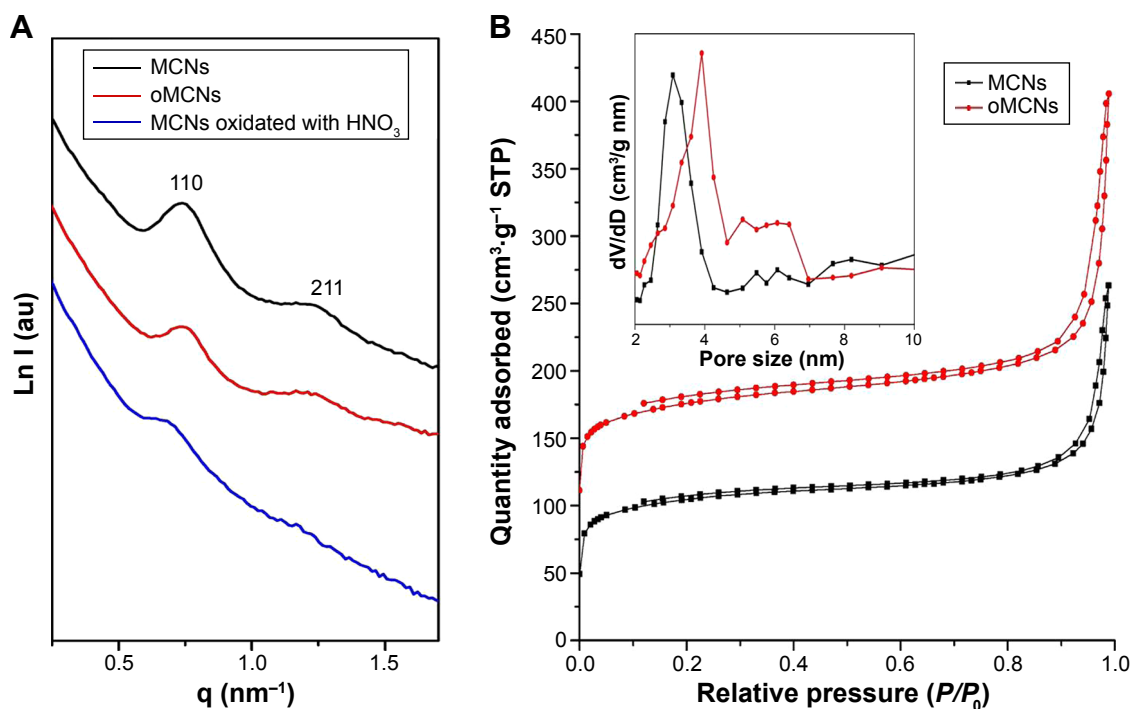 A
MCNs
oMCNs
MCNs oxidated with HNO₃
110
211
Ln I (au)
0.5
1.0
1.5
q (nm⁻¹)
B
450
400
350
300
250
200
150
100
50
0
Quantity adsorbed (cm³·g⁻¹ STP)
0.0
0.2
0.4
0.6
0.8
1.0
Relative pressure (P/P₀)
MCNs
oMCNs
dV/dD (cm³/g nm)
2
4
6
8
10
Pore size (nm)